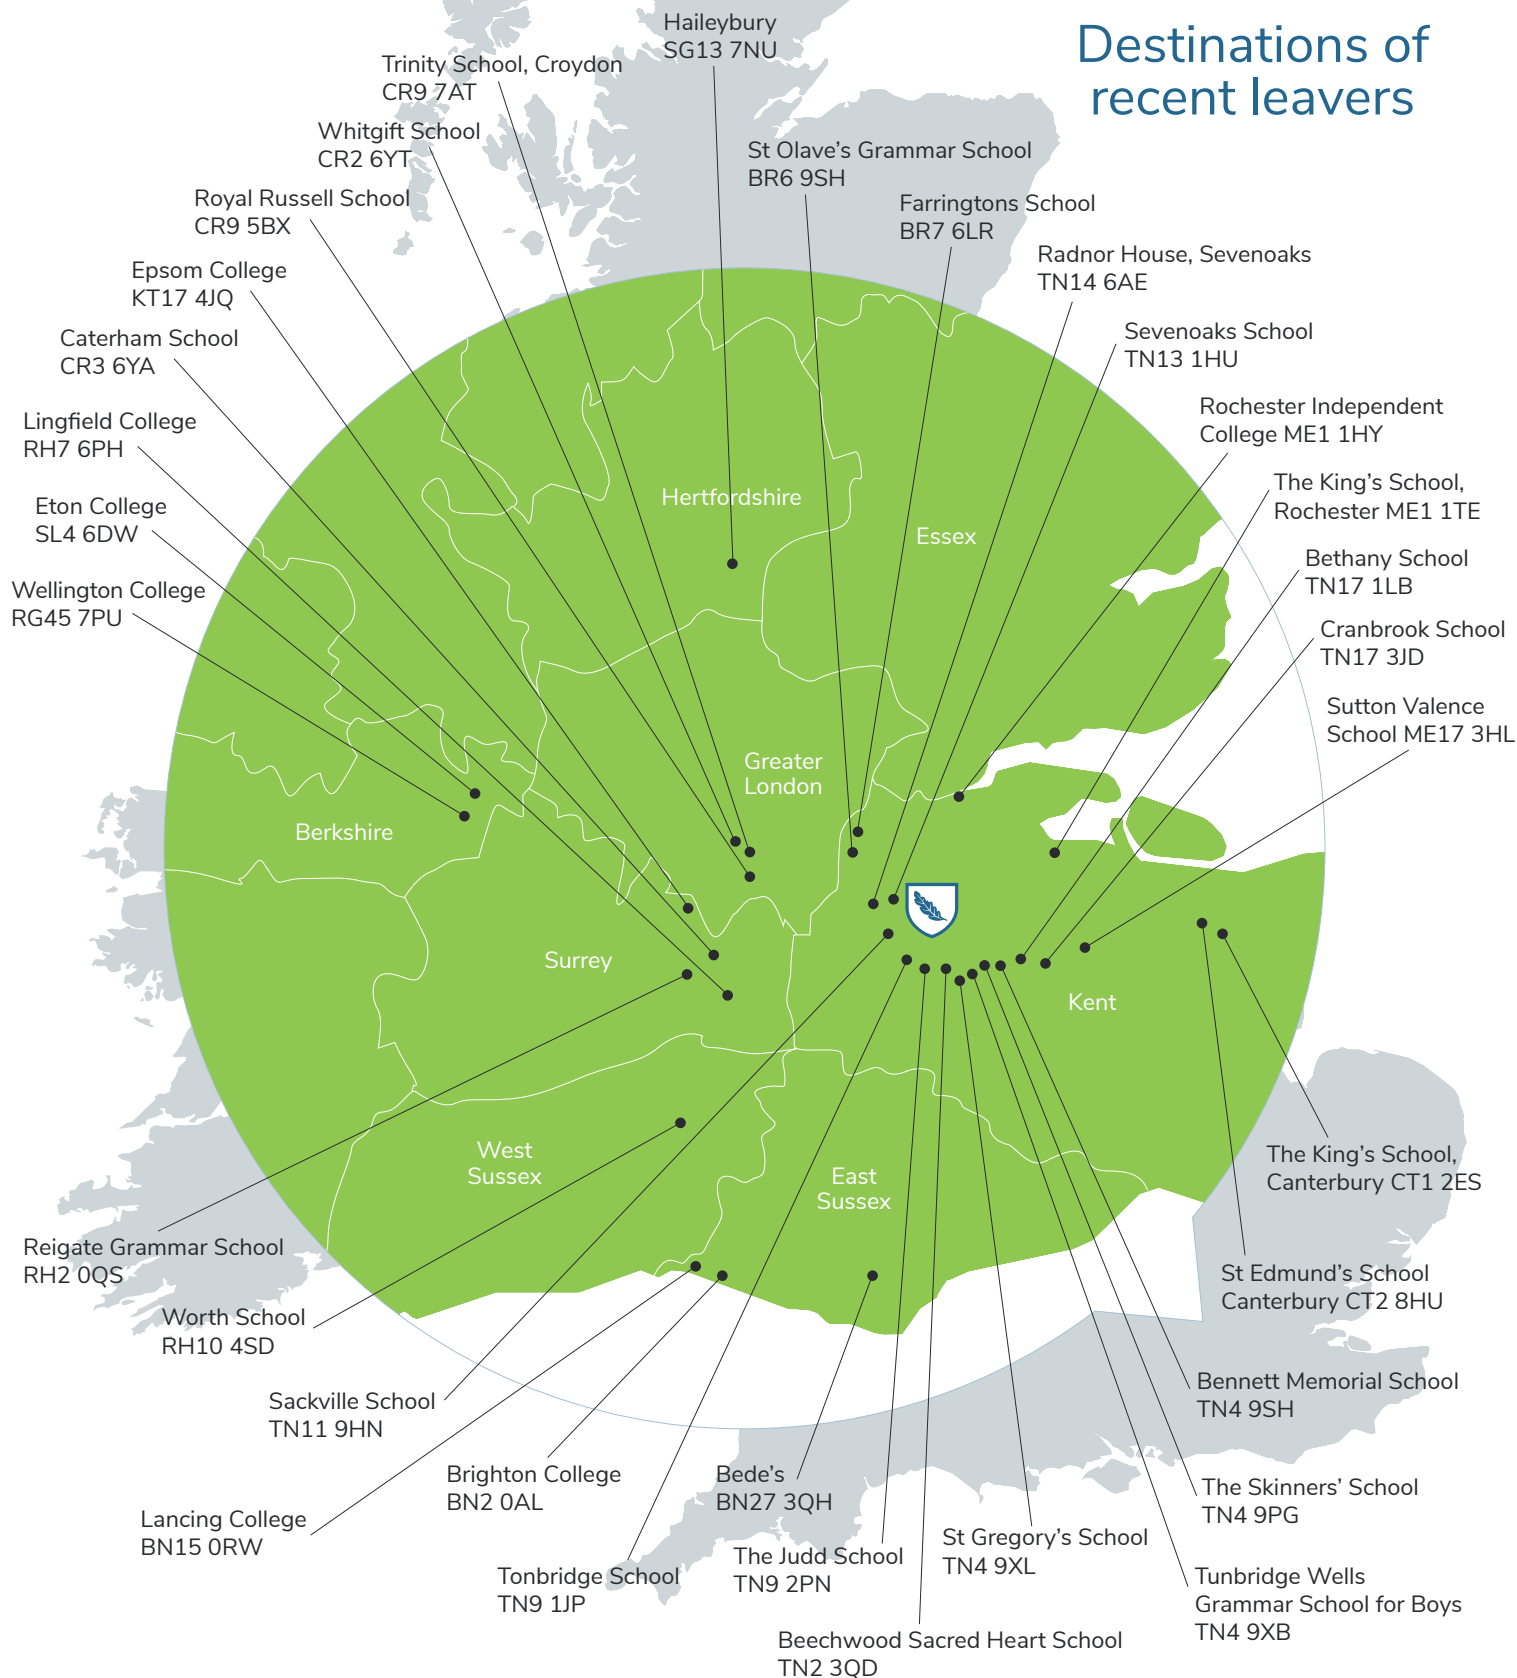 Destinations of
recent leavers
Haileybury
SG13 7NU
Trinity School, Croydon
CR9 7AT
Whitgift School
CR2 6YT
Royal Russell School
CR9 5BX
Epsom College
KT17 4JQ
Caterham School
CR3 6YA
Lingfield College
RH7 6PH
Eton College
SL4 6DW
Wellington College
RG45 7PU
St Olave's Grammar School
BR6 9SH
Farringtons School
BR7 6LR
Radnor House, Sevenoaks
TN14 6AE
Sevenoaks School
TN13 1HU
Rochester Independent
College ME1 1HY
The King's School,
Rochester ME1 1TE
Bethany School
TN17 1LB
Cranbrook School
TN17 3JD
Sutton Valence
School ME17 3HL
Hertfordshire
Essex
Greater
London
Berkshire
Surrey
Kent
West
Sussex
East
Sussex
The King's School,
Canterbury CT1 2ES
St Edmund's School
Canterbury CT2 8HU
Reigate Grammar School
RH2 0QS
Worth School
RH10 4SD
Sackville School
TN11 9HN
Lancing College
BN15 0RW
Brighton College
BN2 0AL
Tonbridge School
TN9 1JP
Bede's
BN27 3QH
The Judd School
TN9 2PN
Beechwood Sacred Heart School
TN2 3QD
St Gregory's School
TN4 9XL
Bennett Memorial School
TN4 9SH
The Skinners' School
TN4 9PG
Tunbridge Wells
Grammar School for Boys
TN4 9XB